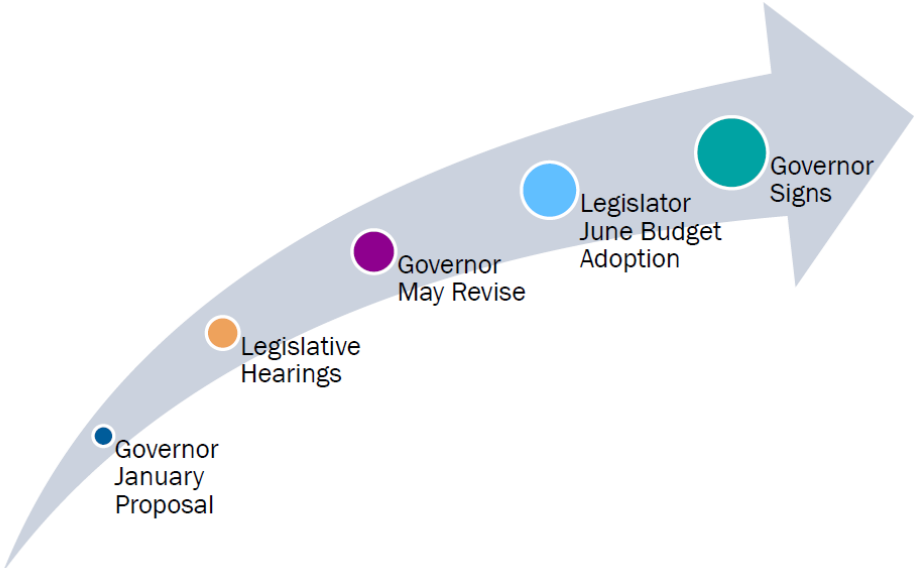 Governor
January
Proposal
Legislative
Hearings
Governor
May Revise
Legislator
June Budget
Adoption
Governor
Signs